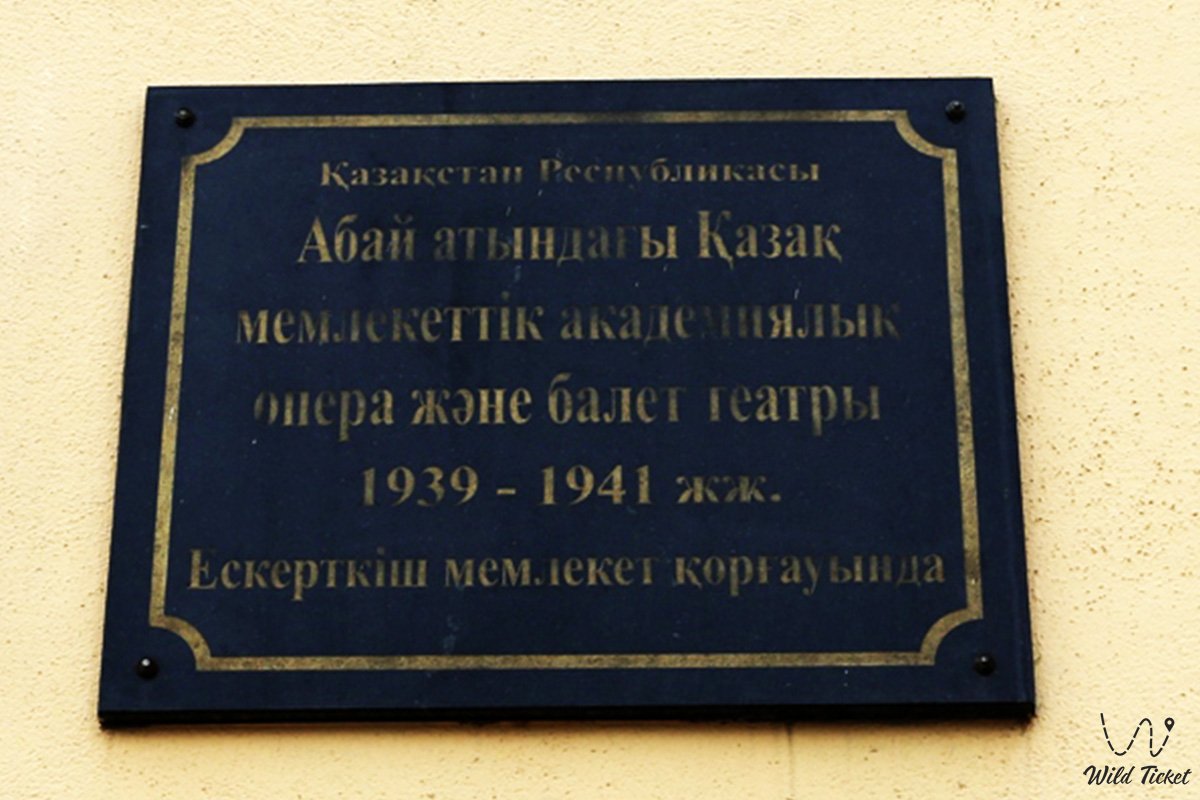 Қазақстан Республикасы
Абай атындағы Қазақ
мемлекеттік академиялық
опера және балет театры
1939 - 1941 жж.
Ескерткіш мемлекет қорғауында
Wild Ticket